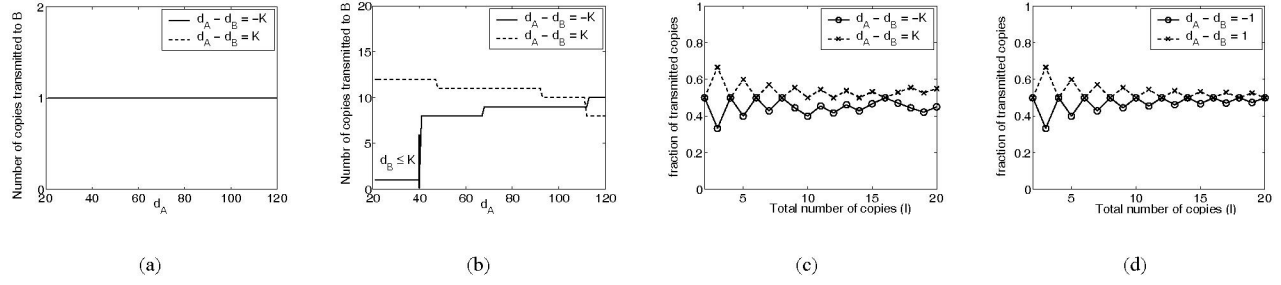 Number of copies transmitted to B
2
1
0
20 40 60 80 100 120
d_A
d_A - d_B = -K
d_A - d_B = K
(a)
Numbr of copies transmitted to B
20
15
10
5
0
20 40 60 80 100 120
d_A
d_A - d_B = -K
d_A - d_B = K
d_B ≤ K
(b)
fraction of transmitted copies
1
0.8
0.6
0.4
0.2
0
5 10 15 20
Total number of copies (l)
d_A - d_B = -K
d_A - d_B = K
(c)
fraction of transmitted copies
1
0.8
0.6
0.4
0.2
0
5 10 15 20
Total number of copies (l)
d_A - d_B = -1
d_A - d_B = 1
(d)